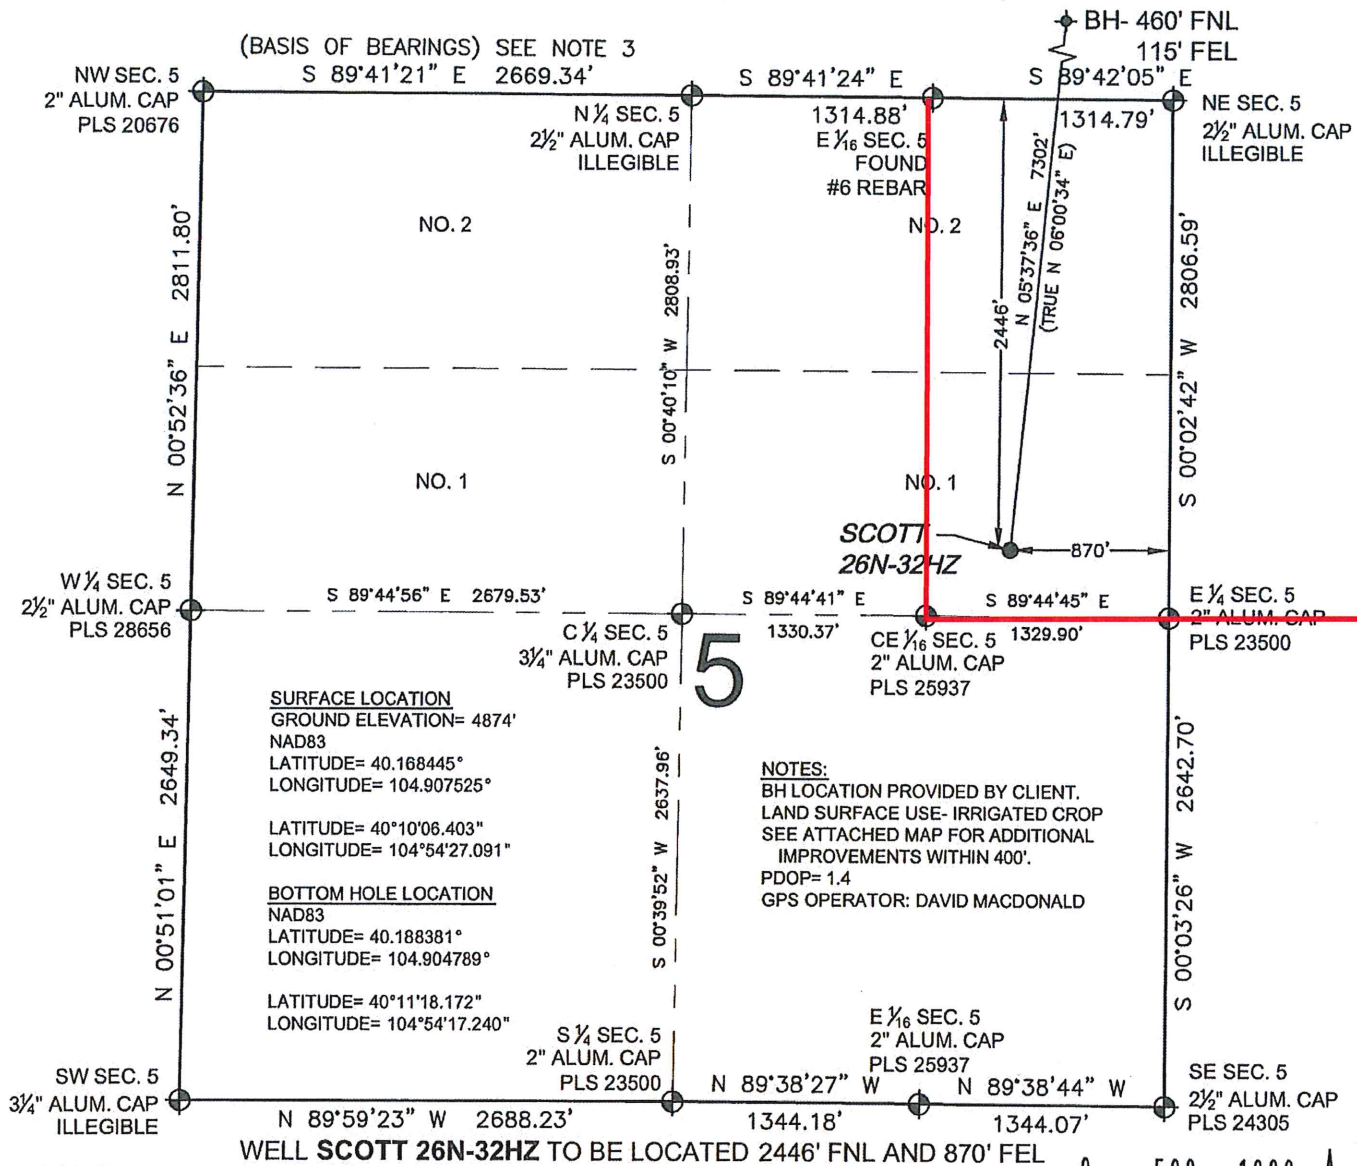 BH- 460' FNL
115' FEL
(BASIS OF BEARINGS) SEE NOTE 3
S 89°41'21" E 2669.34'
S 89°41'24" E
1314.88'
S 89°42'05" E
1314.79'
NW SEC. 5
2" ALUM. CAP
PLS 20676
N ¼ SEC. 5
2½" ALUM. CAP
ILLEGIBLE
E 1/16 SEC. 5
FOUND
#6 REBAR
NE SEC. 5
2½" ALUM. CAP
ILLEGIBLE
NO. 2
NO. 2
N 00°52'36" E 2811.80'
S 00°40'10" W 2808.93'
2446'
N 05°37'36" E 7302'
(TRUE N 06°00'34" E)
S 00°02'42" W 2806.59'
NO. 1
NO. 1
SCOTT
26N-32HZ
870'
W ¼ SEC. 5
2½" ALUM. CAP
PLS 28656
S 89°44'56" E 2679.53'
S 89°44'41" E
1330.37'
S 89°44'45" E
1329.90'
C ¼ SEC. 5
3¼" ALUM. CAP
PLS 23500
5
CE 1/16 SEC. 5
2" ALUM. CAP
PLS 25937
E ¼ SEC. 5
2" ALUM. CAP
PLS 23500
SURFACE LOCATION
GROUND ELEVATION= 4874'
NAD83
LATITUDE= 40.168445°
LONGITUDE= 104.907525°
LATITUDE= 40°10'06.403"
LONGITUDE= 104°54'27.091"
BOTTOM HOLE LOCATION
NAD83
LATITUDE= 40.188381°
LONGITUDE= 104.904789°
LATITUDE= 40°11'18.172"
LONGITUDE= 104°54'17.240"
NOTES:
BH LOCATION PROVIDED BY CLIENT.
LAND SURFACE USE- IRRIGATED CROP
SEE ATTACHED MAP FOR ADDITIONAL
IMPROVEMENTS WITHIN 400'.
PDOP= 1.4
GPS OPERATOR: DAVID MACDONALD
N 00°51'01" E 2649.34'
S 00°39'52" W 2637.96'
S 00°03'26" W 2642.70'
SW SEC. 5
3¼" ALUM. CAP
ILLEGIBLE
S ¼ SEC. 5
2" ALUM. CAP
PLS 23500
E 1/16 SEC. 5
2" ALUM. CAP
PLS 25937
SE SEC. 5
2½" ALUM. CAP
PLS 24305
N 89°59'23" W 2688.23'
N 89°38'27" W
1344.18'
N 89°38'44" W
1344.07'
WELL SCOTT 26N-32HZ TO BE LOCATED 2446' FNL AND 870' FEL